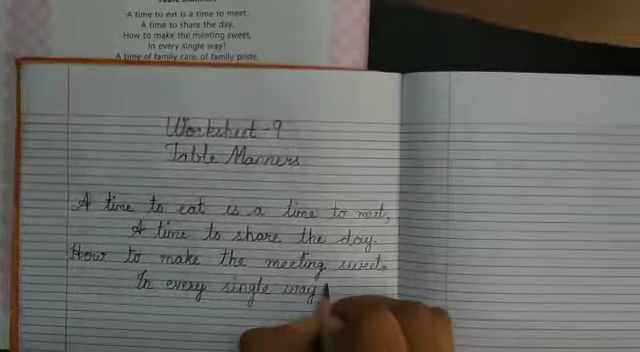 Table Manners
A time to eat is a time to meet.
A time to share the day.
How to make the meeting sweet,
In every single way?
A time of family care, of family pride.
Worksheet - 9
Table Manners
A time to eat is a time to meet,
A time to share the day.
How to make the meeting sweet,
In every single way